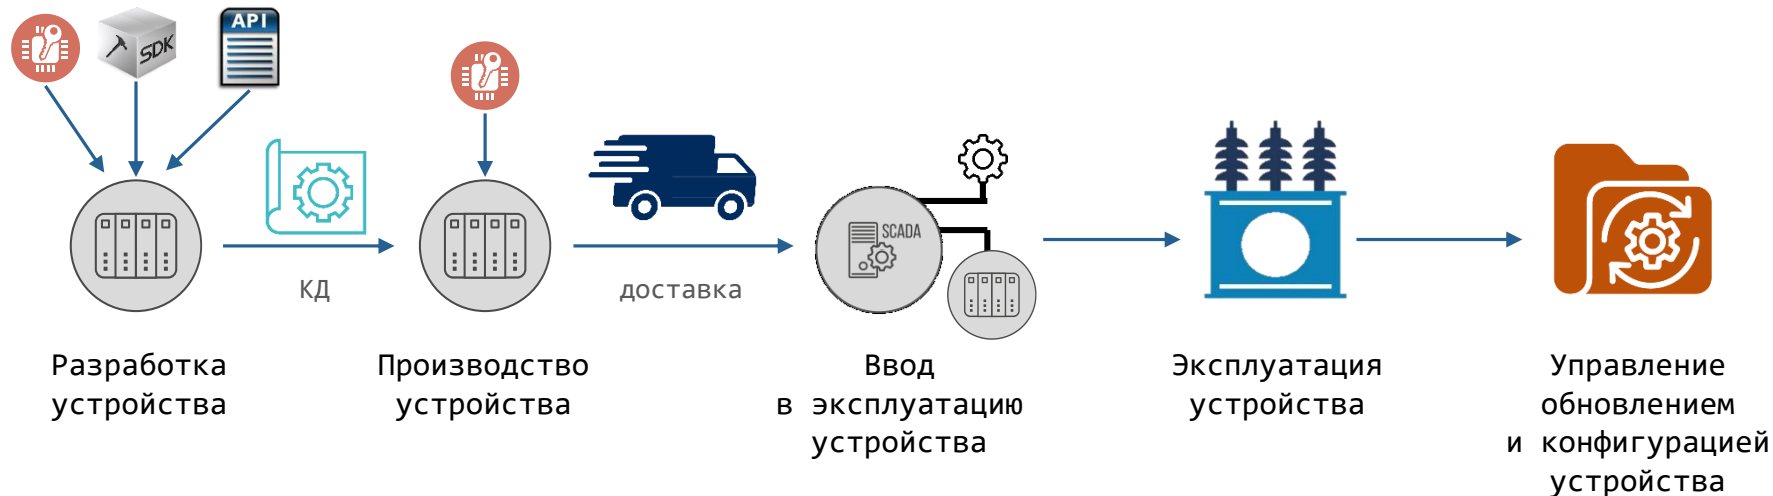 SDK
API
SCADA
КД
доставка
Разработка
устройства
Производство
устройства
Ввод
в эксплуатацию
устройства
Эксплуатация
устройства
Управление
обновлением
и конфигурацией
устройства